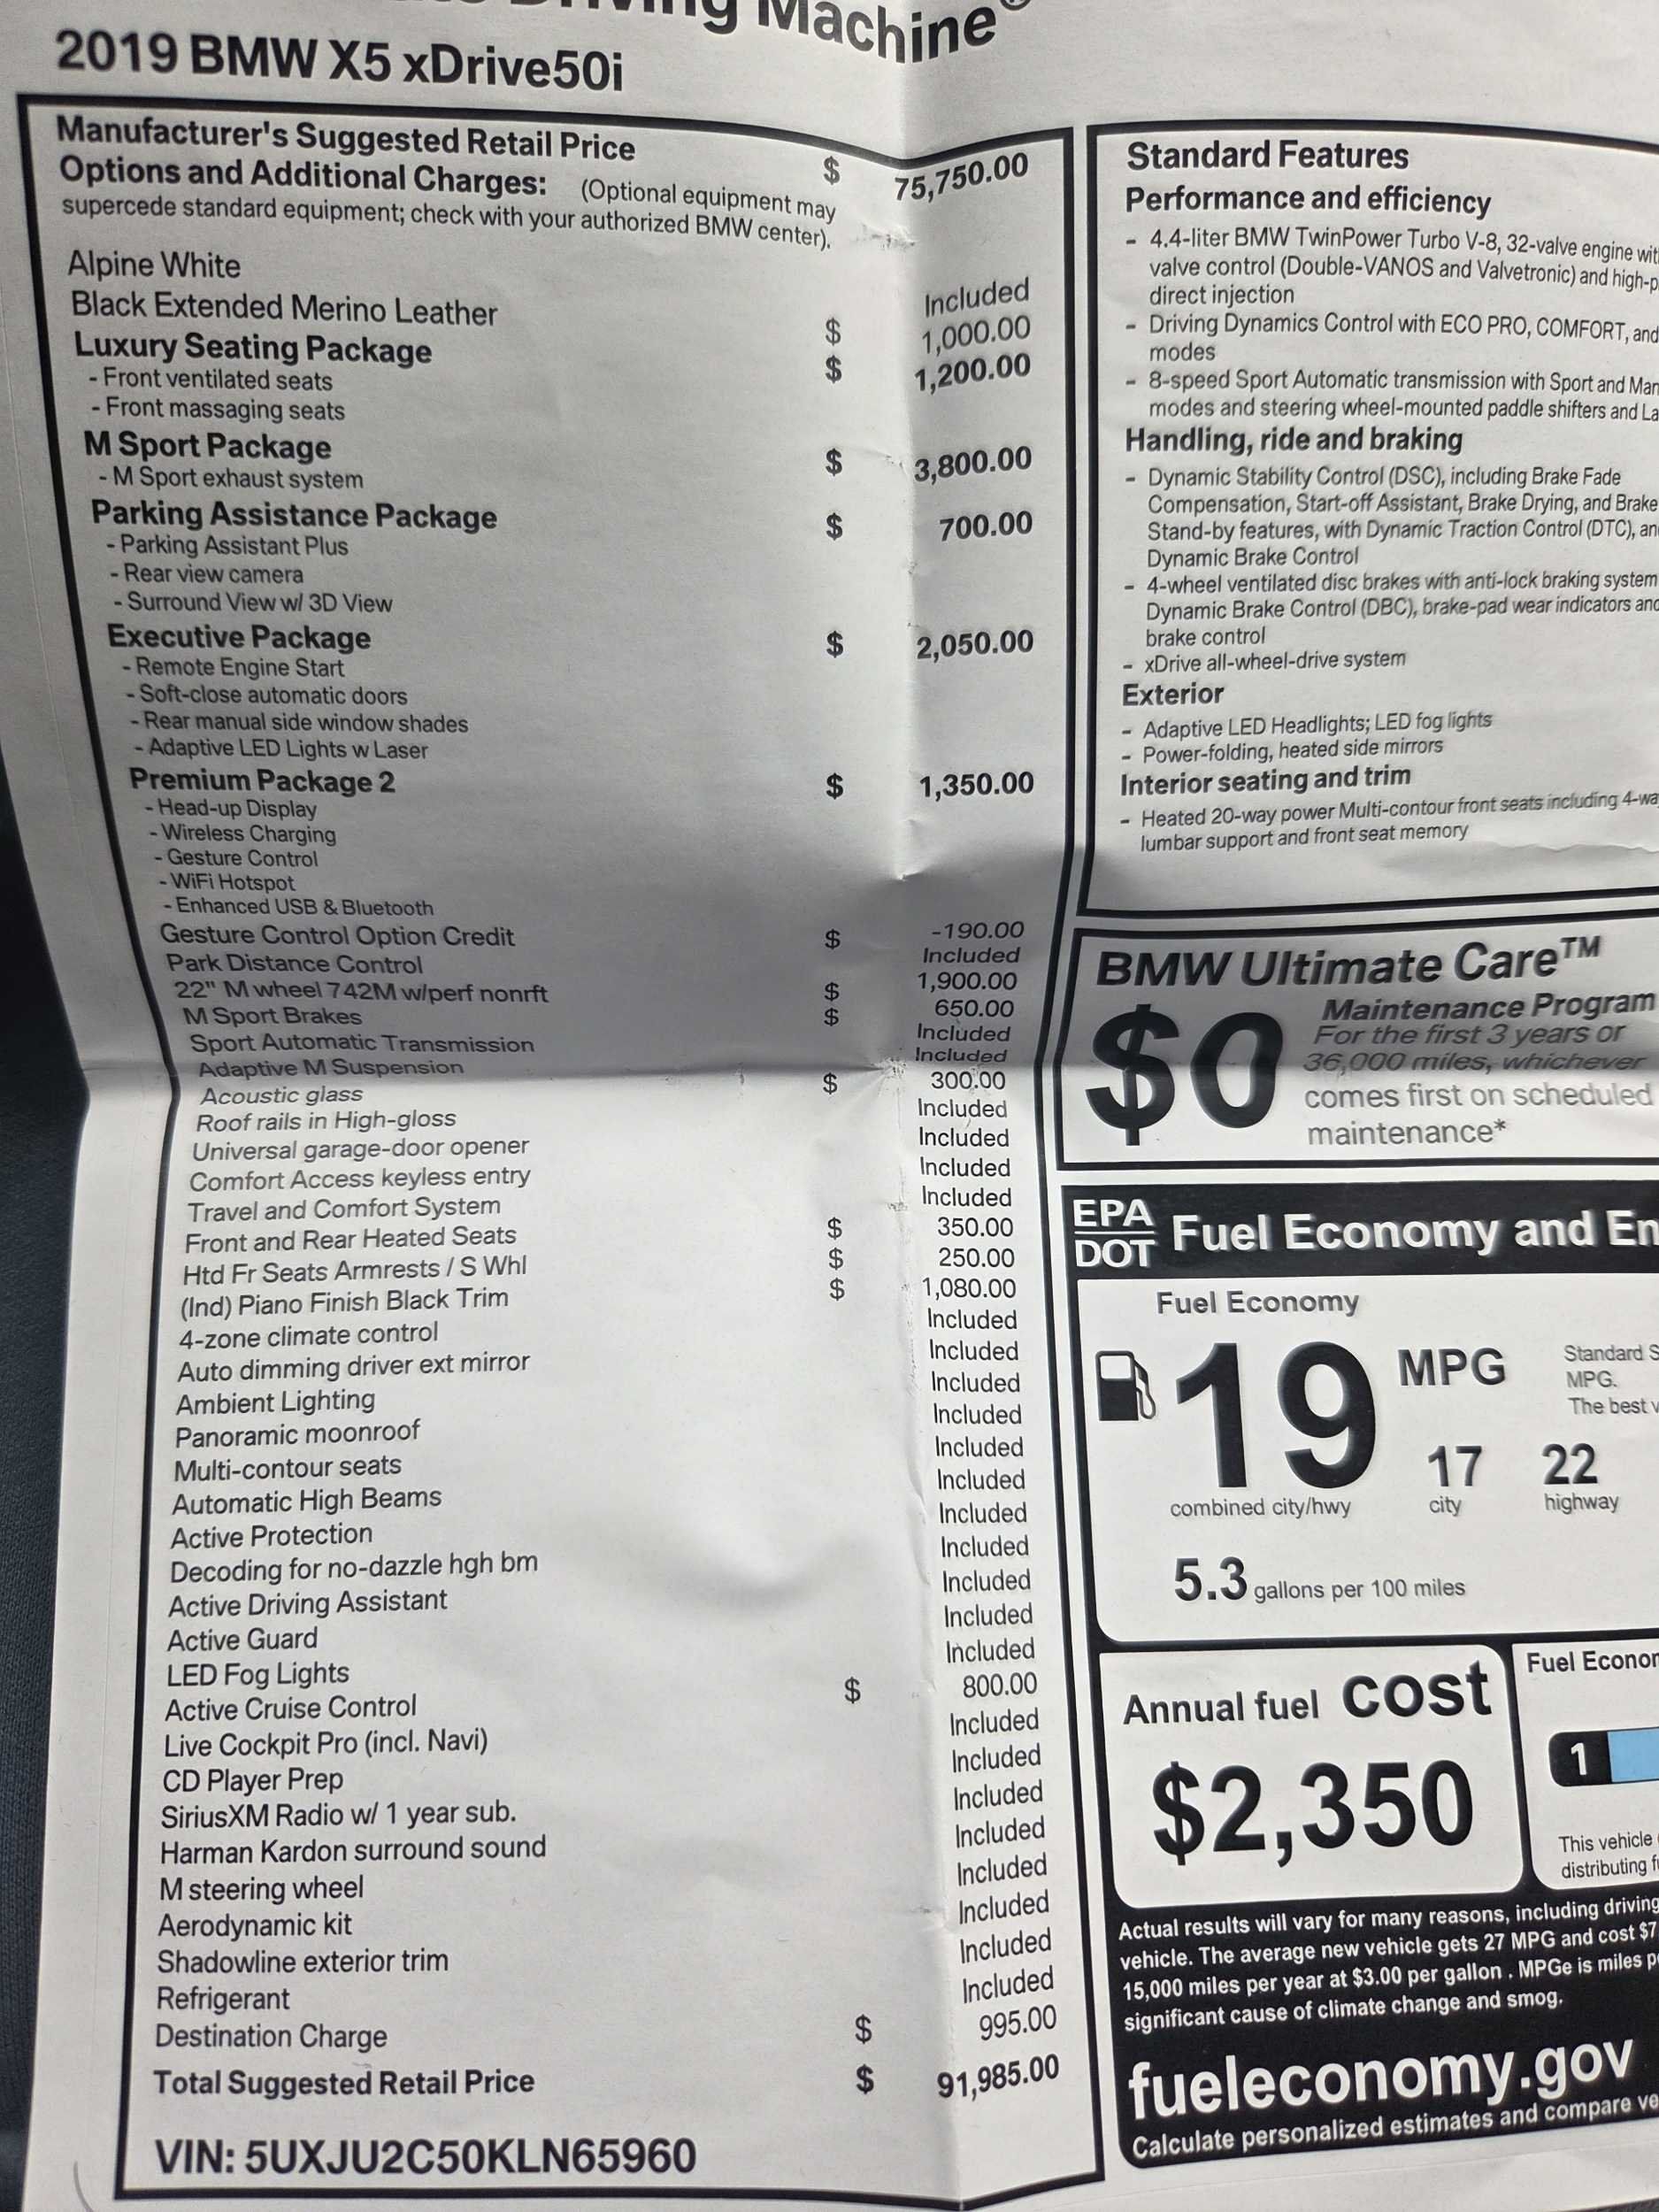 Driving Machine®
2019 BMW X5 xDrive50i
Manufacturer's Suggested Retail Price $ 75,750.00
Options and Additional Charges: (Optional equipment may
supercede standard equipment; check with your authorized BMW center).
Alpine White Included
Black Extended Merino Leather $ 1,000.00
Luxury Seating Package $ 1,200.00
- Front ventilated seats
- Front massaging seats
M Sport Package $ 3,800.00
- M Sport exhaust system
Parking Assistance Package $ 700.00
- Parking Assistant Plus
- Rear view camera
- Surround View w/ 3D View
Executive Package $ 2,050.00
- Remote Engine Start
- Soft-close automatic doors
- Rear manual side window shades
- Adaptive LED Lights w Laser
Premium Package 2 $ 1,350.00
- Head-up Display
- Wireless Charging
- Gesture Control
- WiFi Hotspot
- Enhanced USB & Bluetooth
Gesture Control Option Credit $ -190.00
Park Distance Control Included
22" M wheel 742M w/perf nonrft $ 1,900.00
M Sport Brakes $ 650.00
Sport Automatic Transmission Included
Adaptive M Suspension Included
Acoustic glass $ 300.00
Roof rails in High-gloss Included
Universal garage-door opener Included
Comfort Access keyless entry Included
Travel and Comfort System Included
Front and Rear Heated Seats $ 350.00
Htd Fr Seats Armrests / S Whl $ 250.00
(Ind) Piano Finish Black Trim $ 1,080.00
4-zone climate control Included
Auto dimming driver ext mirror Included
Ambient Lighting Included
Panoramic moonroof Included
Multi-contour seats Included
Automatic High Beams Included
Active Protection Included
Decoding for no-dazzle hgh bm Included
Active Driving Assistant Included
Active Guard Included
LED Fog Lights Included
Active Cruise Control $ 800.00
Live Cockpit Pro (incl. Navi) Included
CD Player Prep Included
SiriusXM Radio w/ 1 year sub. Included
Harman Kardon surround sound Included
M steering wheel Included
Aerodynamic kit Included
Shadowline exterior trim Included
Refrigerant Included
Destination Charge $ 995.00
Total Suggested Retail Price $ 91,985.00
VIN: 5UXJU2C50KLN65960
Standard Features
Performance and efficiency
- 4.4-liter BMW TwinPower Turbo V-8, 32-valve engine
valve control (Double-VANOS and Valvetronic) and
direct injection
- Driving Dynamics Control with ECO PRO, COMFORT, and
modes
- 8-speed Sport Automatic transmission with Sport and
modes and steering wheel-mounted paddle shifters and
Handling, ride and braking
- Dynamic Stability Control (DSC), including Brake Fade
Compensation, Start-off Assistant, Brake Drying, and Brake
Stand-by features, with Dynamic Traction Control (DTC),
Dynamic Brake Control
- 4-wheel ventilated disc brakes with anti-lock braking system
Dynamic Brake Control (DBC), brake-pad wear indicators
brake control
- xDrive all-wheel-drive system
Exterior
- Adaptive LED Headlights; LED fog lights
- Power-folding, heated side mirrors
Interior seating and trim
- Heated 20-way power Multi-contour front seats including
lumbar support and front seat memory
BMW Ultimate Care™
$0 Maintenance Program
For the first 3 years or
36,000 miles, whichever
comes first on scheduled
maintenance*
EPA
DOT
Fuel Economy and
Fuel Economy
19 MPG
combined city/hwy
17 city
22 highway
Standard
MPG.
The best
5.3 gallons per 100 miles
Annual fuel cost
$2,350
Fuel
1
This vehicle
distributing
Actual results will vary for many reasons, including driving
vehicle. The average new vehicle gets 27 MPG and cost
15,000 miles per year at $3.00 per gallon . MPGe is miles
significant cause of climate change and smog.
fueleconomy.gov
Calculate personalized estimates and compare